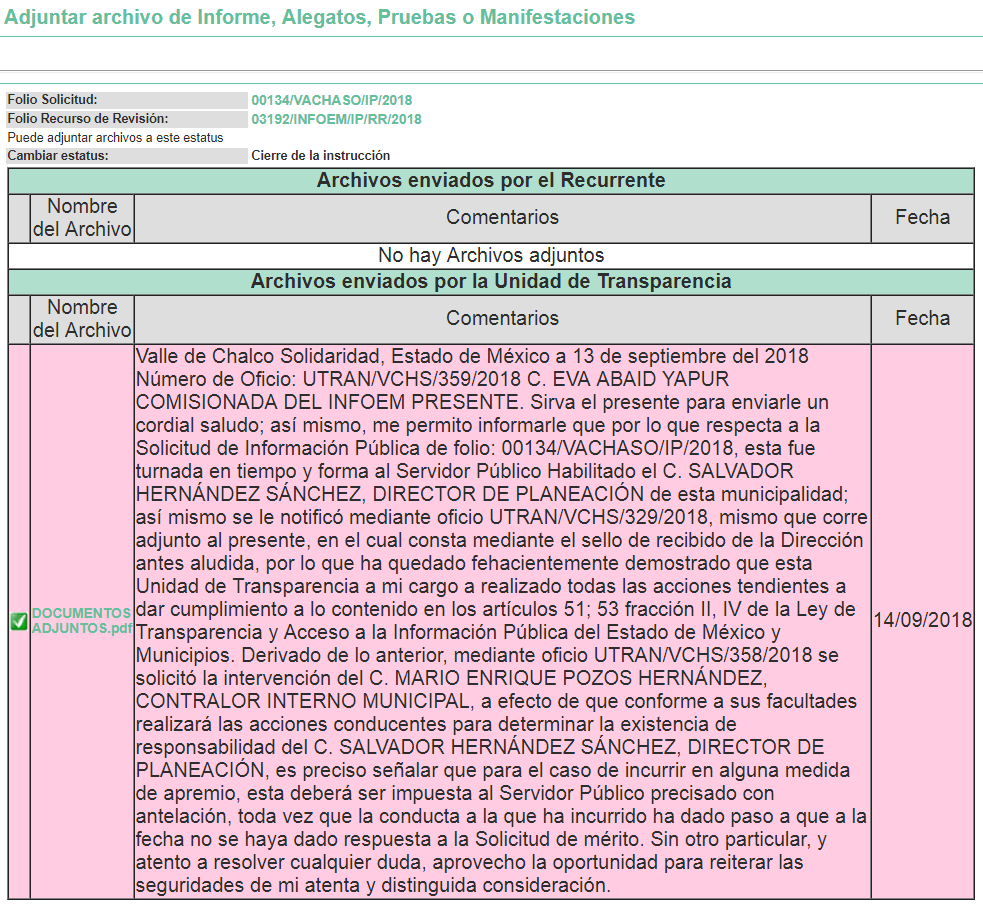 Adjuntar archivo de Informe, Alegatos, Pruebas o Manifestaciones
Folio Solicitud: 00134/VACHASO/IP/2018
Folio Recurso de Revisión: 03192/INFOEM/IP/RR/2018
Puede adjuntar archivos a este estatus
Cambiar estatus: Cierre de la instrucción
Archivos enviados por el Recurrente
Nombre
del Archivo
Comentarios
Fecha
No hay Archivos adjuntos
Archivos enviados por la Unidad de Transparencia
Nombre
del Archivo
Comentarios
Fecha
DOCUMENTOS
ADJUNTOS.pdf
Valle de Chalco Solidaridad, Estado de México a 13 de septiembre del 2018
Número de Oficio: UTRAN/VCHS/359/2018 C. EVA ABAID YAPUR
COMISIONADA DEL INFOEM PRESENTE. Sirva el presente para enviarle un
cordial saludo; así mismo, me permito informarle que por lo que respecta a la
Solicitud de Información Pública de folio: 00134/VACHASO/IP/2018, esta fue
turnada en tiempo y forma al Servidor Público Habilitado el C. SALVADOR
HERNÁNDEZ SÁNCHEZ, DIRECTOR DE PLANEACIÓN de esta municipalidad;
así mismo se le notificó mediante oficio UTRAN/VCHS/329/2018, mismo que corre
adjunto al presente, en el cual consta mediante el sello de recibido de la Dirección
antes aludida, por lo que ha quedado fehacientemente demostrado que esta
Unidad de Transparencia a mi cargo a realizado todas las acciones tendientes a
dar cumplimiento a lo contenido en los artículos 51; 53 fracción II, IV de la Ley de
Transparencia y Acceso a la Información Pública del Estado de México y
Municipios. Derivado de lo anterior, mediante oficio UTRAN/VCHS/358/2018 se
solicitó la intervención del C. MARIO ENRIQUE POZOS HERNÁNDEZ,
CONTRALOR INTERNO MUNICIPAL, a efecto de que conforme a sus facultades
realizará las acciones conducentes para determinar la existencia de
responsabilidad del C. SALVADOR HERNÁNDEZ SÁNCHEZ, DIRECTOR DE
PLANEACIÓN, es preciso señalar que para el caso de incurrir en alguna medida
de apremio, esta deberá ser impuesta al Servidor Público precisado con
antelación, toda vez que la conducta a la que ha incurrido ha dado paso a que a la
fecha no se haya dado respuesta a la Solicitud de mérito. Sin otro particular, y
atento a resolver cualquier duda, aprovecho la oportunidad para reiterar las
seguridades de mi atenta y distinguida consideración.
14/09/2018